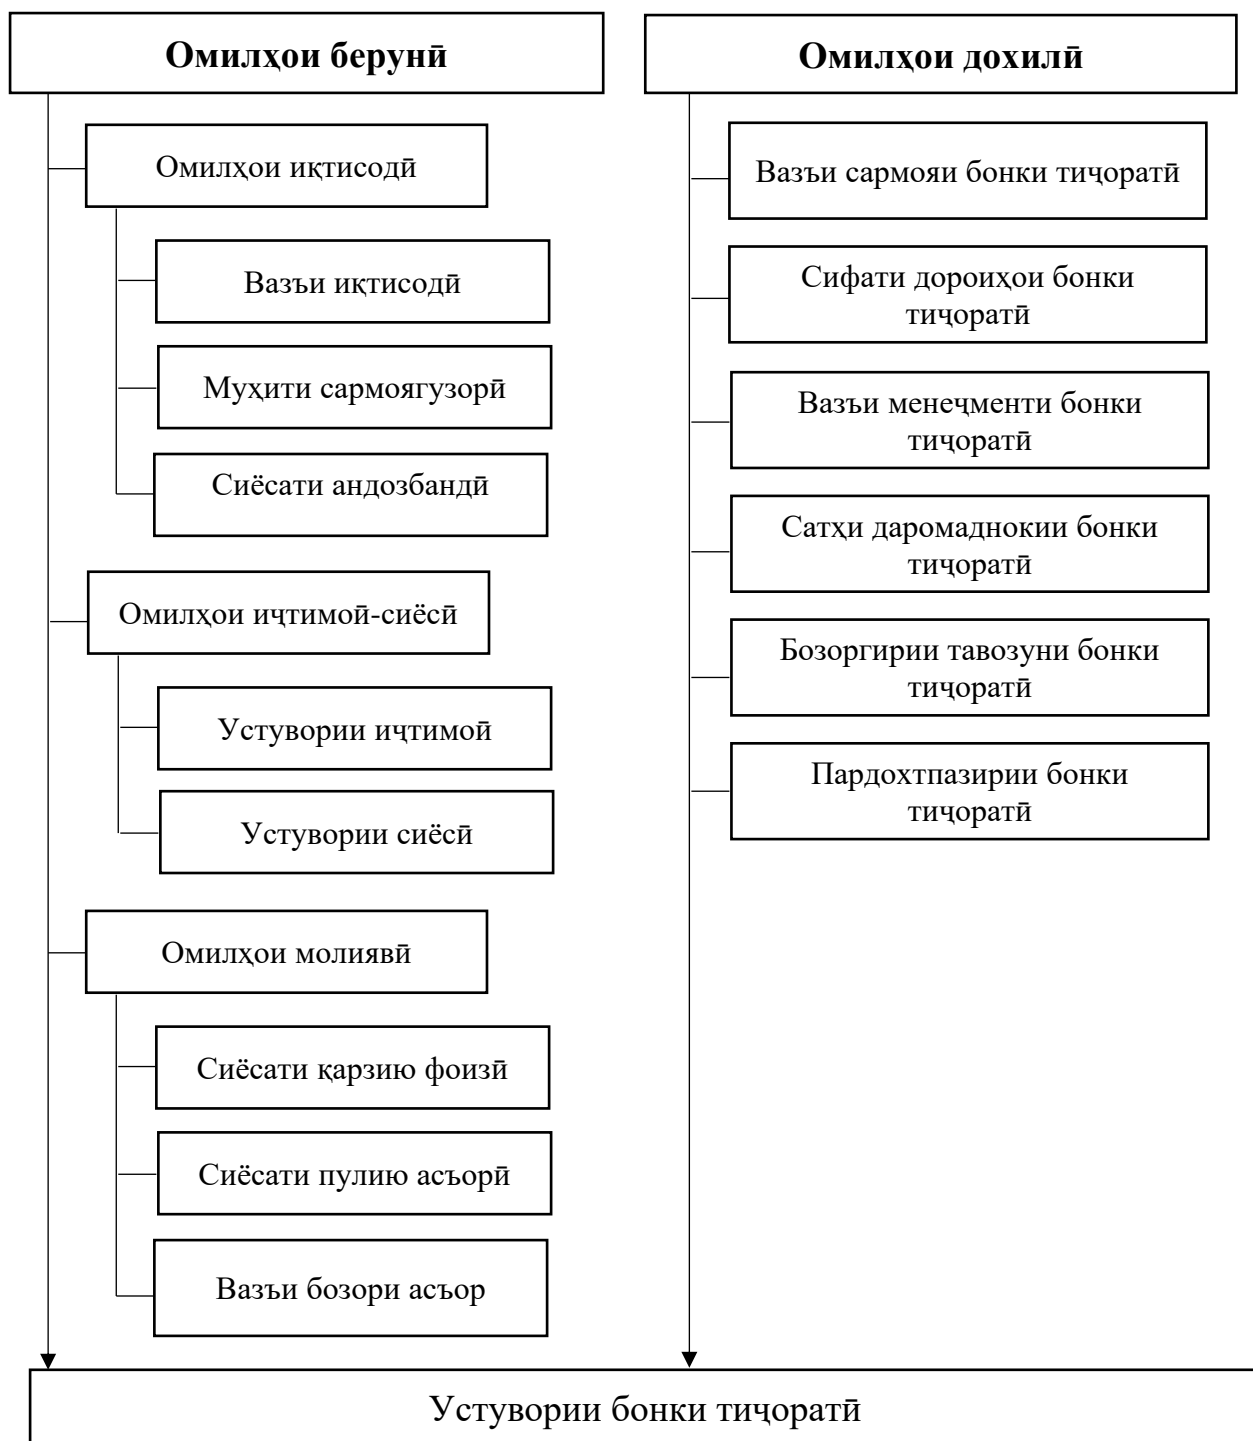 Омилҳои берунӣ
Омилҳои иқтисодӣ
Вазъи иқтисодӣ
Муҳити сармоягузорӣ
Сиёсати андозбандӣ
Омилҳои иҷтимоӣ-сиёсӣ
Устувории иҷтимоӣ
Устувории сиёсӣ
Омилҳои молиявӣ
Сиёсати қарзию фоизӣ
Сиёсати пулию асъорӣ
Вазъи бозори асъор
Омилҳои дохилӣ
Вазъи сармояи бонки тиҷоратӣ
Сифати дороиҳои бонки
тиҷоратӣ
Вазъи менеҷменти бонки
тиҷоратӣ
Сатҳи даромаднокии бонки
тиҷоратӣ
Бозоргирии тавозуни бонки
тиҷоратӣ
Пардохтпазирии бонки
тиҷоратӣ
Устувории бонки тиҷоратӣ